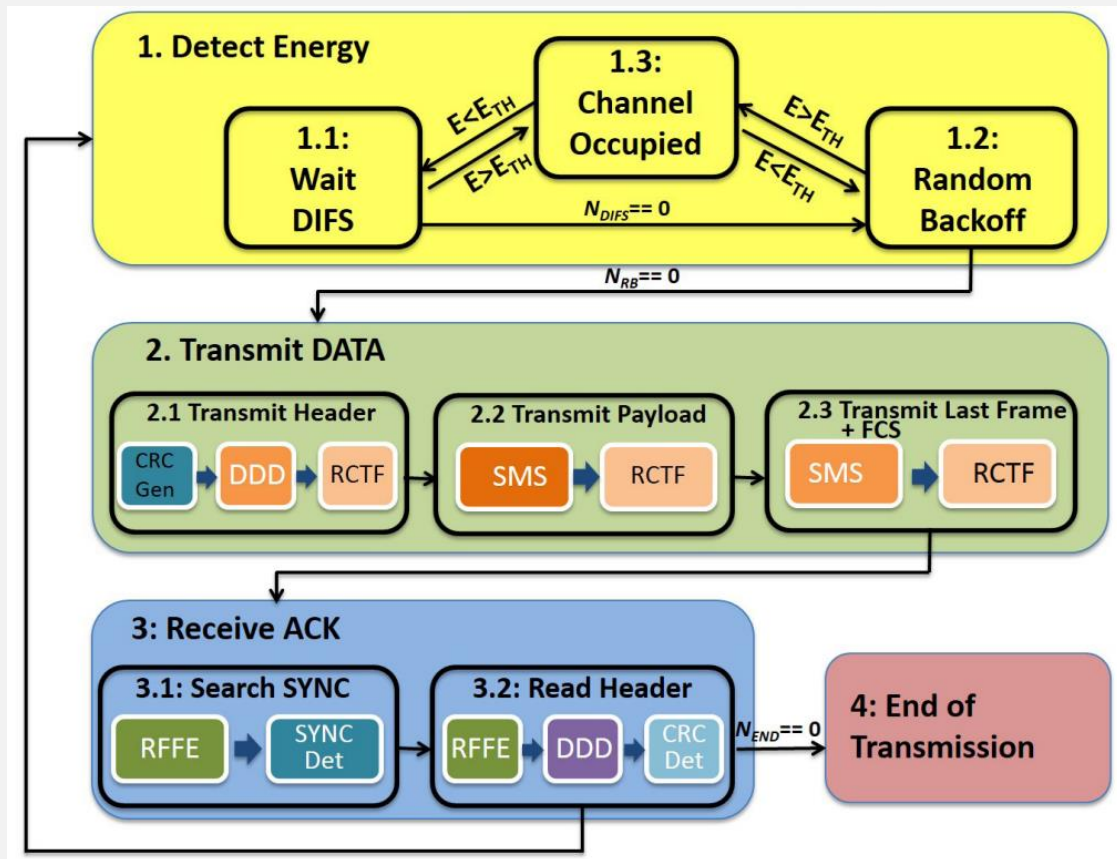 1. Detect Energy
1.3:
Channel
Occupied
E<E_TH
E>E_TH
E>E_TH
E<E_TH
1.1:
Wait
DIFS
N_DIFS== 0
1.2:
Random
Backoff
N_RB== 0
2. Transmit DATA
2.1 Transmit Header
CRC
Gen
DDD
RCTF
2.2 Transmit Payload
SMS
RCTF
2.3 Transmit Last Frame
+ FCS
SMS
RCTF
3: Receive ACK
3.1: Search SYNC
RFFE
SYNC
Det
3.2: Read Header
RFFE
DDD
CRC
Det
N_END== 0
4: End of
Transmission